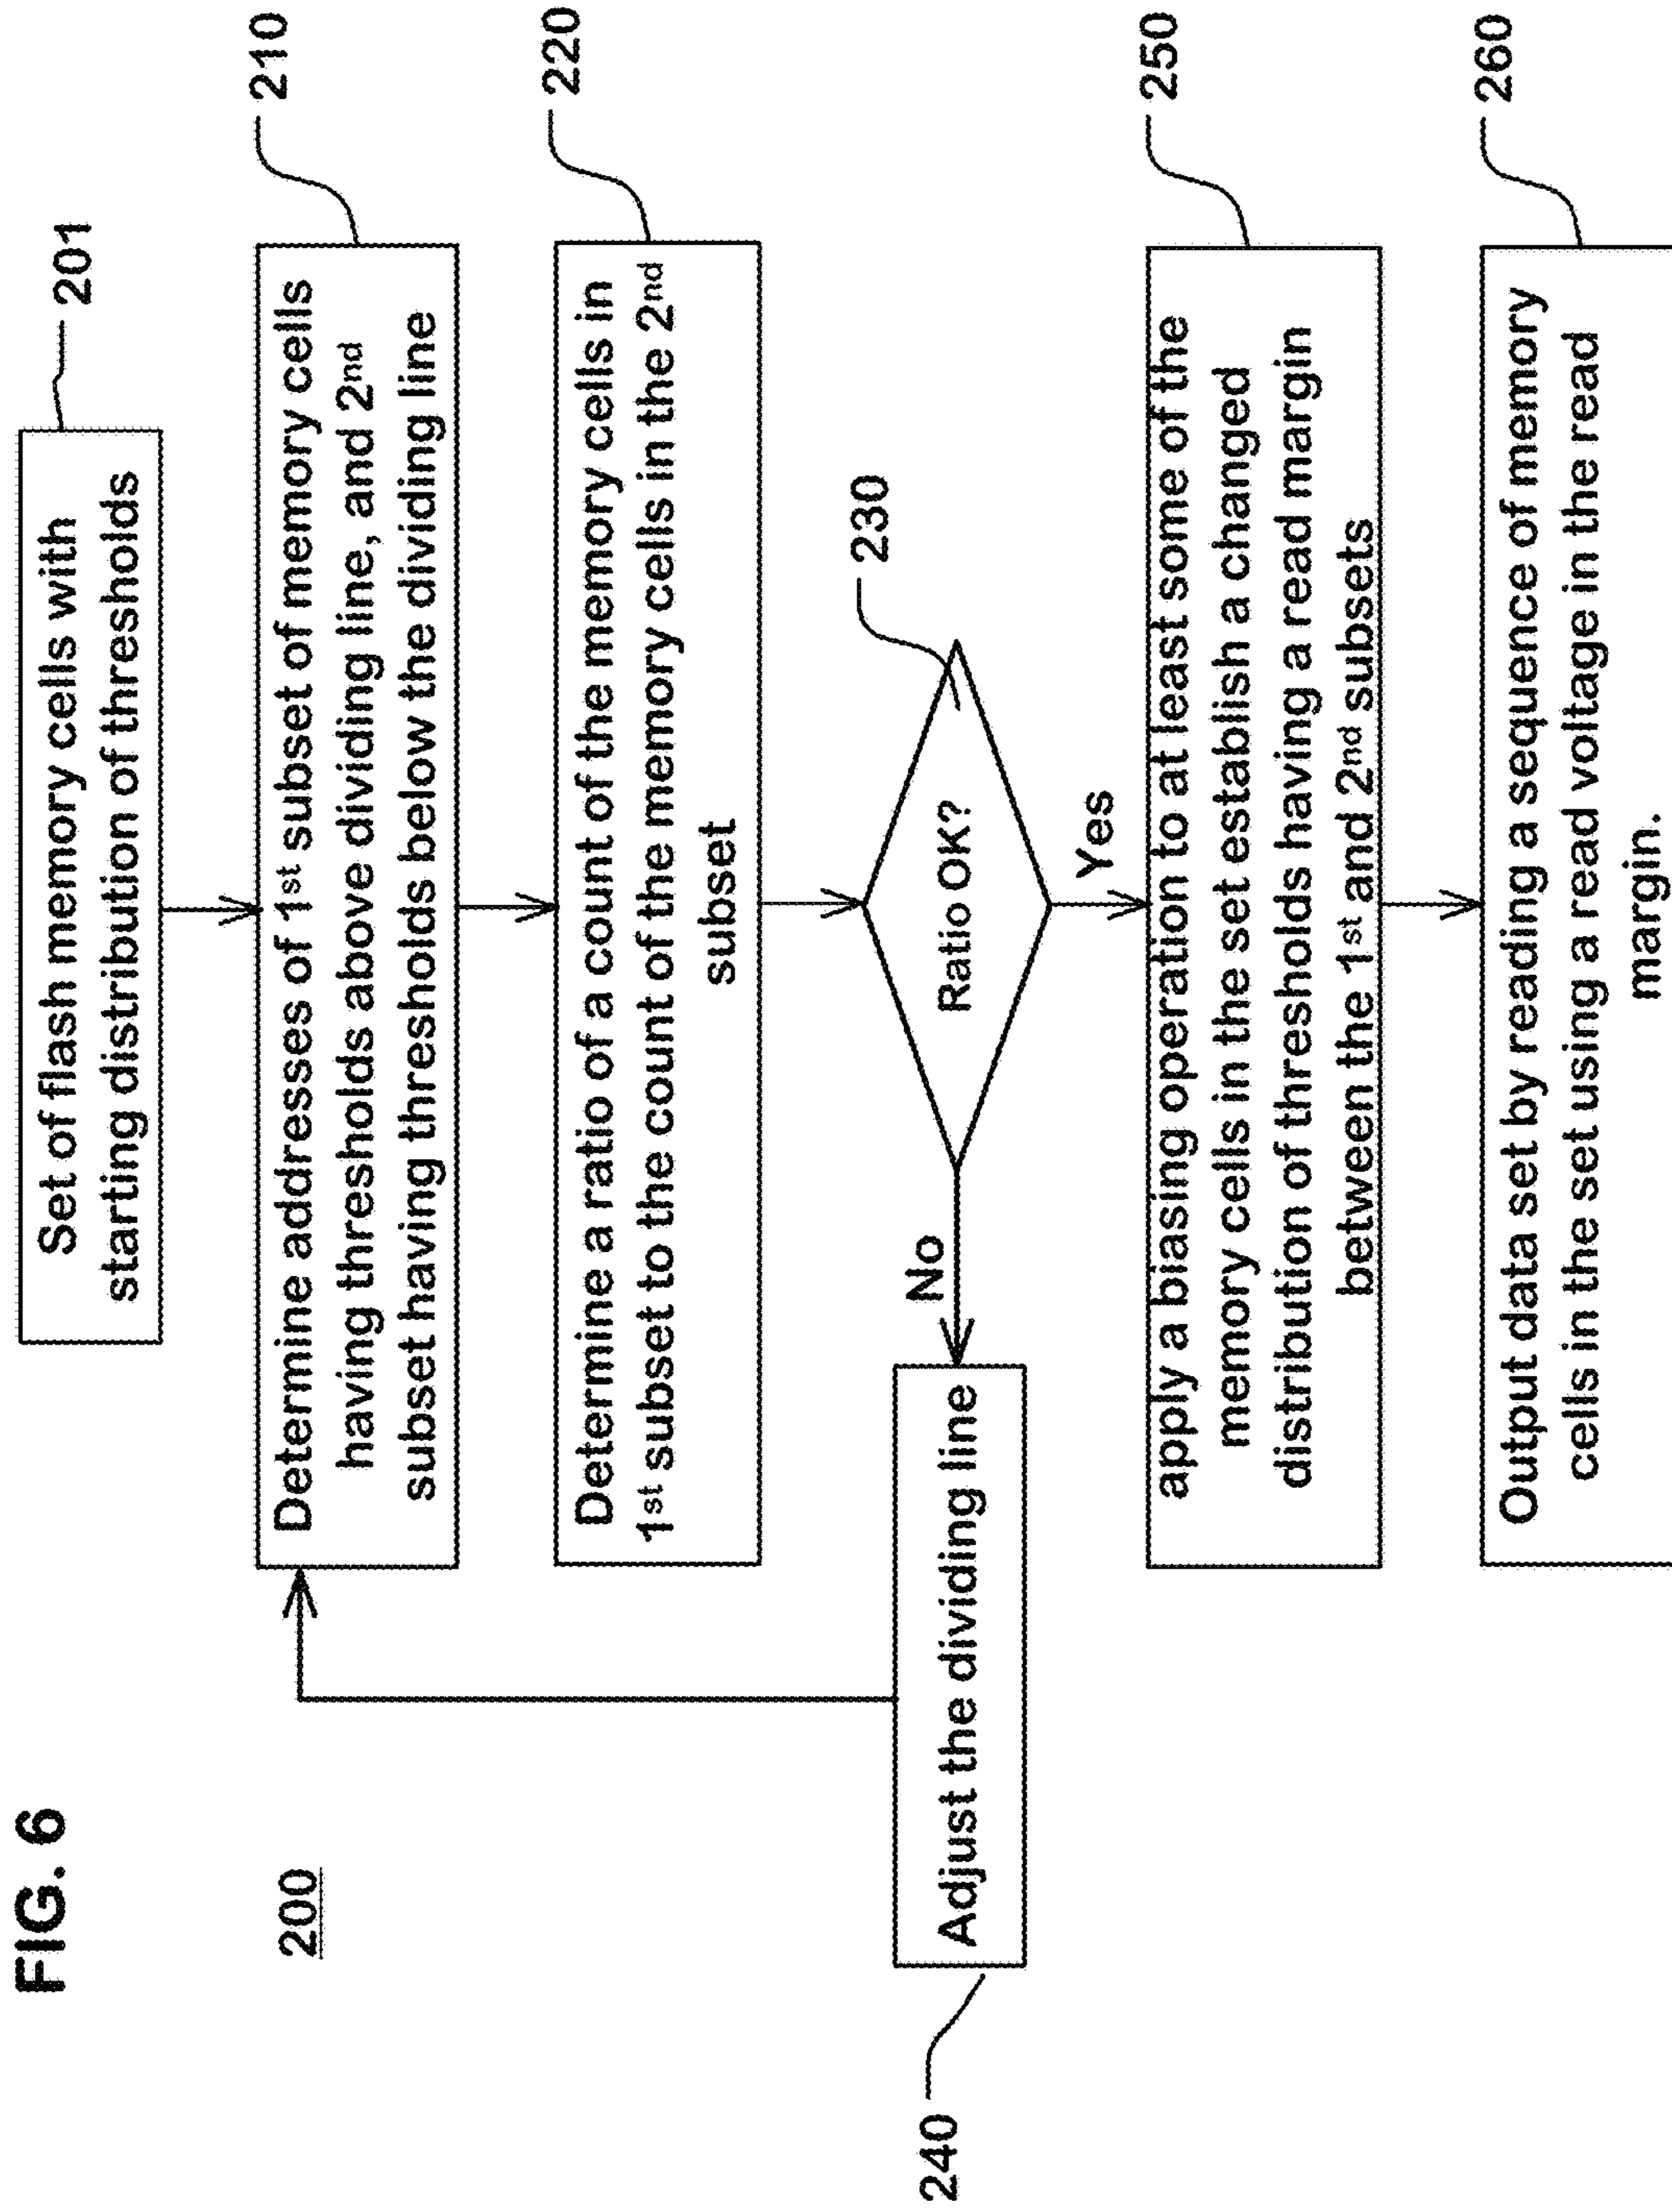 FIG. 6
200
Set of flash memory cells with
starting distribution of thresholds
201
Determine addresses of 1st subset of memory cells
having thresholds above dividing line, and 2nd
subset having thresholds below the dividing line
210
Determine a ratio of a count of the memory cells in
1st subset to the count of the memory cells in the 2nd
subset
220
Ratio OK?
230
No
Yes
Adjust the dividing line
240
apply a biasing operation to at least some of the
memory cells in the set establish a changed
distribution of thresholds having a read margin
between the 1st and 2nd subsets
250
Output data set by reading a sequence of memory
cells in the set using a read voltage in the read
margin.
260